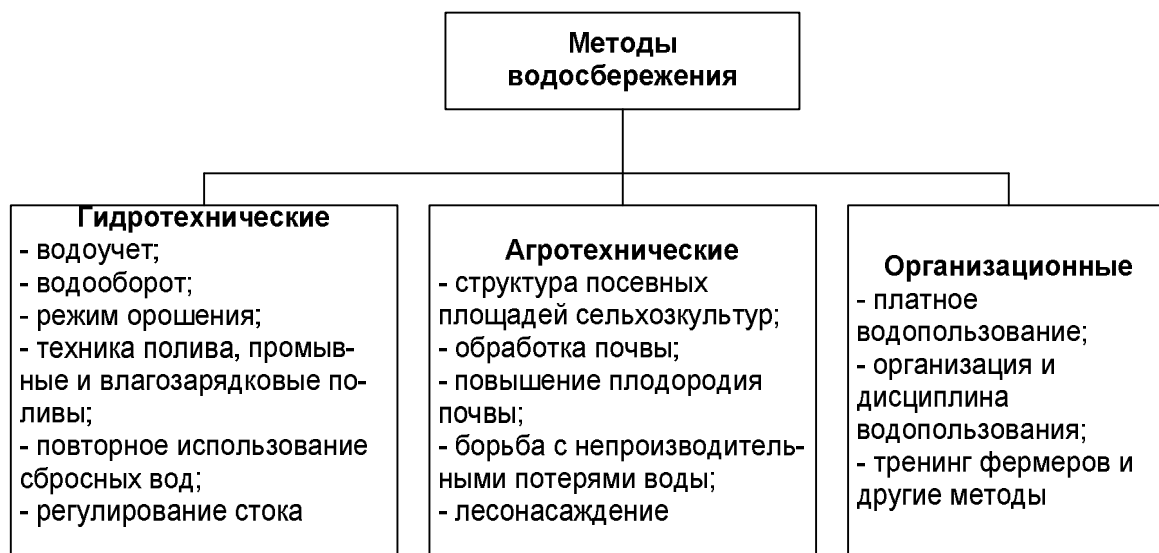 Методы
водосбережения
Гидротехнические
- водоучет;
- водооборот;
- режим орошения;
- техника полива, промыв-
ные и влагозарядковые по-
ливы;
- повторное использование
сбросных вод;
- регулирование стока
Агротехнические
- структура посевных
площадей сельхозкультур;
- обработка почвы;
- повышение плодородия
почвы;
- борьба с непроизводитель-
ными потерями воды;
- лесонасаждение
Организационные
- платное
водопользование;
- организация и
дисциплина
водопользования;
- тренинг фермеров и
другие методы